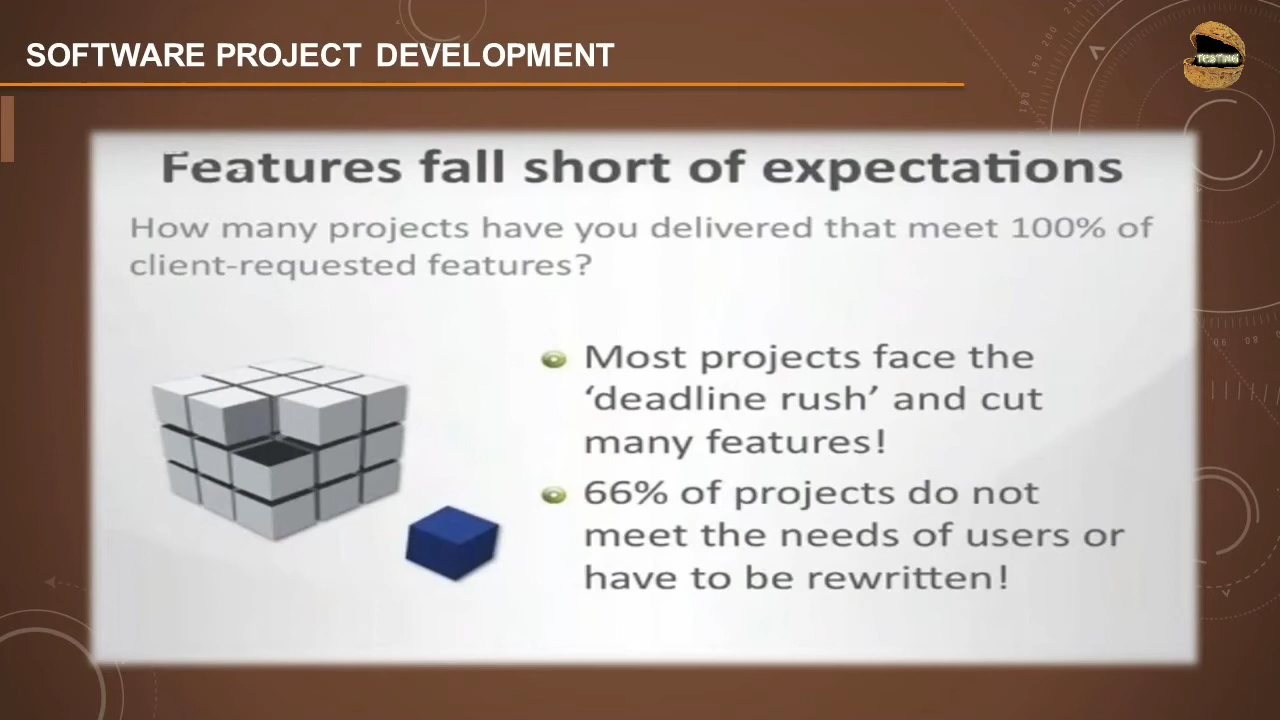 SOFTWARE PROJECT DEVELOPMENT
TESTING
Features fall short of expectations
How many projects have you delivered that meet 100% of
client-requested features?
Most projects face the
‘deadline rush’ and cut
many features!
66% of projects do not
meet the needs of users or
have to be rewritten!